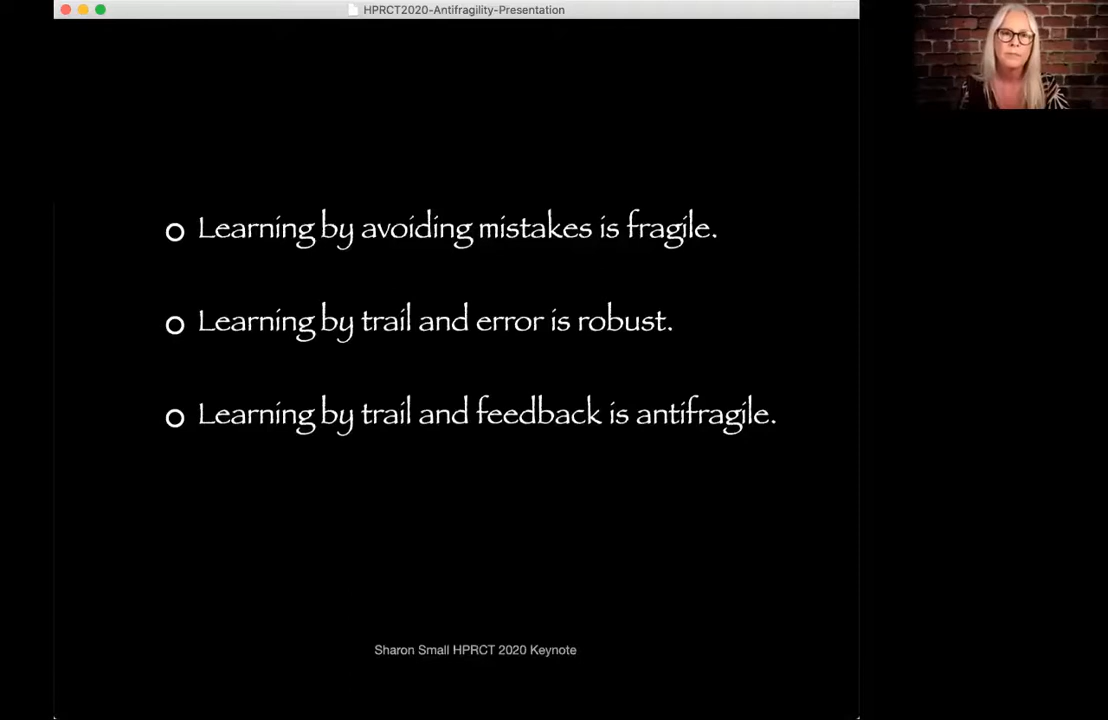 HPRCT2020-Antifragility-Presentation
Learning by avoiding mistakes is fragile.
Learning by trail and error is robust.
Learning by trail and feedback is antifragile.
Sharon Small HPRCT 2020 Keynote